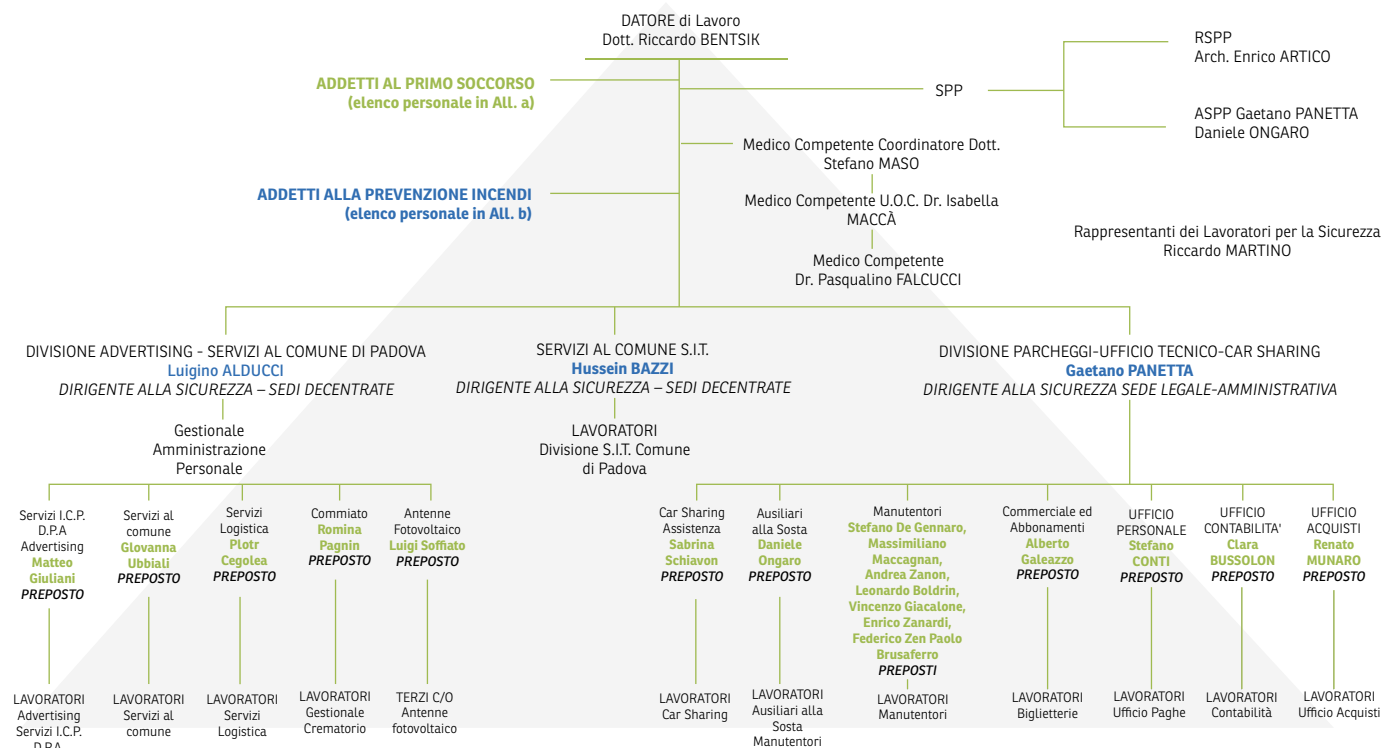 DATORE di Lavoro
Dott. Riccardo BENTSIK
RSPP
Arch. Enrico ARTICO
ADDETTI AL PRIMO SOCCORSO
(elenco personale in All. a)
SPP
ASPP Gaetano PANETTA
Daniele ONGARO
Medico Competente Coordinatore Dott.
Stefano MASO
ADDETTI ALLA PREVENZIONE INCENDI
(elenco personale in All. b)
Medico Competente U.O.C. Dr. Isabella
MACCÀ
Rappresentanti dei Lavoratori per la Sicurezza
Riccardo MARTINO
Medico Competente
Dr. Pasqualino FALCUCCI
DIVISIONE ADVERTISING - SERVIZI AL COMUNE DI PADOVA
Luigino ALDUCCI
DIRIGENTE ALLA SICUREZZA – SEDI DECENTRATE
SERVIZI AL COMUNE S.I.T.
Hussein BAZZI
DIRIGENTE ALLA SICUREZZA – SEDI DECENTRATE
DIVISIONE PARCHEGGI-UFFICIO TECNICO-CAR SHARING
Gaetano PANETTA
DIRIGENTE ALLA SICUREZZA SEDE LEGALE-AMMINISTRATIVA
Gestionale
Amministrazione
Personale
LAVORATORI
Divisione S.I.T. Comune
di Padova
Servizi I.C.P.
D.P.A
Advertising
Matteo
Giuliani
PREPOSTO
Servizi al
comune
GIovanna
Ubbiali
PREPOSTO
Servizi
Logistica
Plotr
Cegolea
PREPOSTO
Commiato
Romina
Pagnin
PREPOSTO
Antenne
Fotovoltaico
Luigi Soffiato
PREPOSTO
Car Sharing
Assistenza
Sabrina
Schiavon
PREPOSTO
Ausiliari
alla Sosta
Daniele
Ongaro
PREPOSTO
Manutentori
Stefano De Gennaro,
Massimiliano
Maccagnan,
Andrea Zanon,
Leonardo Boldrin,
Vincenzo Giacalone,
Enrico Zanardi,
Federico Zen Paolo
Brusaferro
PREPOSTI
Commerciale ed
Abbonamenti
Alberto
Galeazzo
PREPOSTO
UFFICIO
PERSONALE
Stefano
CONTI
PREPOSTO
UFFICIO
CONTABILITA'
Clara
BUSSOLON
PREPOSTO
UFFICIO
ACQUISTI
Renato
MUNARO
PREPOSTO
LAVORATORI
Advertising
Servizi I.C.P.
D.P.A.
LAVORATORI
Servizi al
comune
LAVORATORI
Servizi
Logistica
LAVORATORI
Gestionale
Crematorio
TERZI C/O
Antenne
fotovoltaico
LAVORATORI
Car Sharing
LAVORATORI
Ausiliari alla
Sosta
Manutentori
LAVORATORI
Manutentori
LAVORATORI
Biglietterie
LAVORATORI
Ufficio Paghe
LAVORATORI
Contabilità
LAVORATORI
Ufficio Acquisti